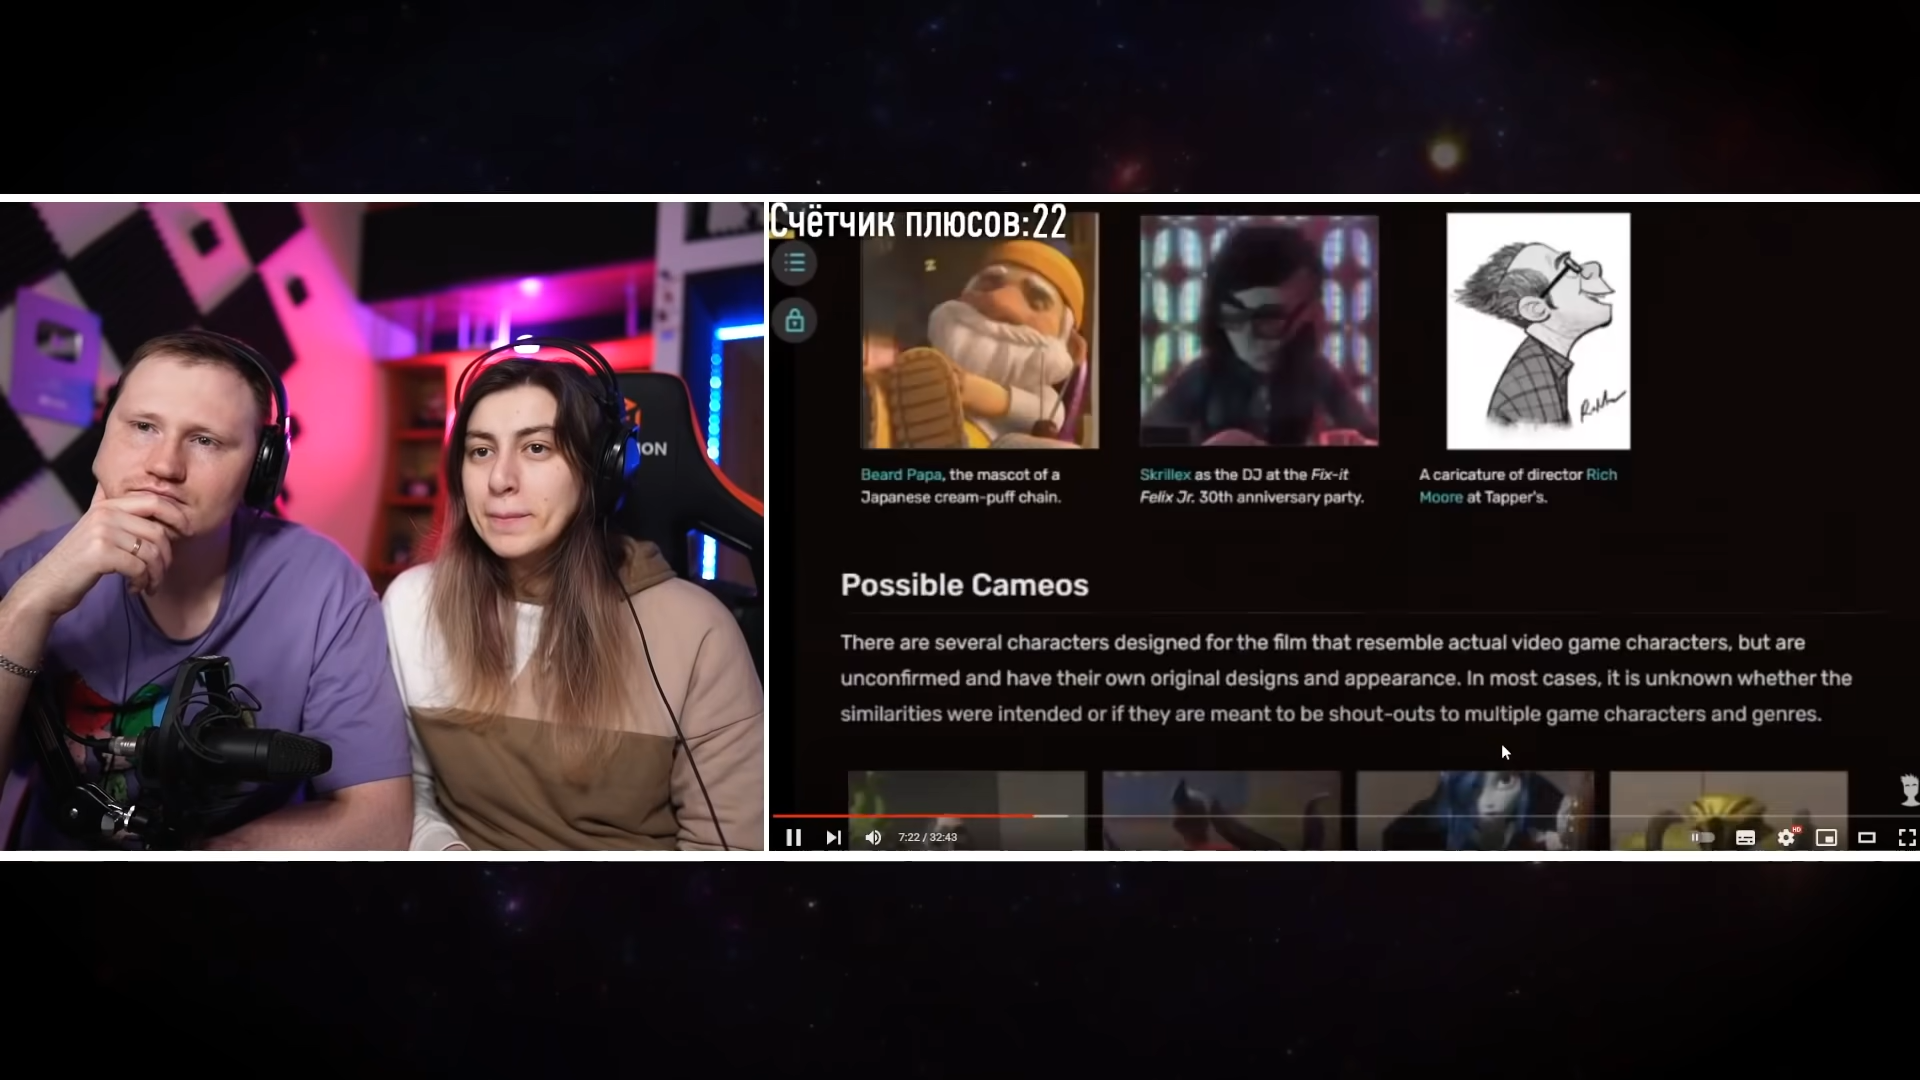 Счётчик плюсов:22
ION
Beard Papa, the mascot of a
Japanese cream-puff chain.
Skrillex as the DJ at the Fix-it
Felix Jr. 30th anniversary party.
A caricature of director Rich
Moore at Tapper's.
Possible Cameos
There are several characters designed for the film that resemble actual video game characters, but are
unconfirmed and have their own original designs and appearance. In most cases, it is unknown whether the
similarities were intended or if they are meant to be shout-outs to multiple game characters and genres.
7:22 / 32:43
HD